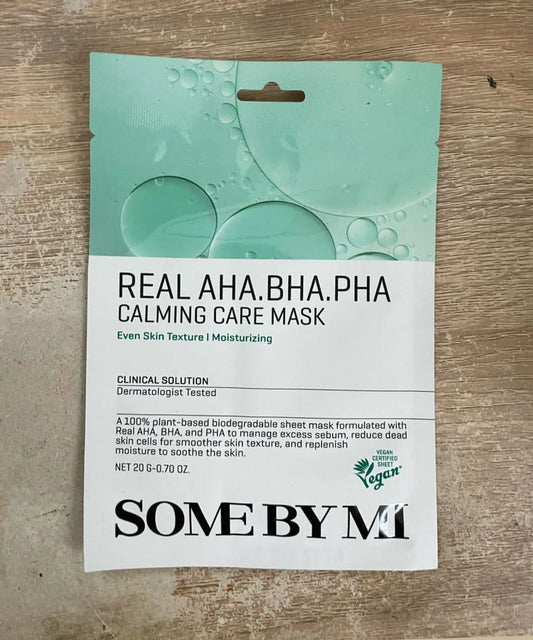 REAL AHA.BHA.PHA
CALMING CARE MASK
Even Skin Texture I Moisturizing
CLINICAL SOLUTION
Dermatologist Tested
A 100% plant-based biodegradable sheet mask formulated with
Real AHA, BHA, and PHA to manage excess sebum, reduce dead
skin cells for smoother skin texture, and replenish
moisture to soothe the skin.
NET 20 G-0.70 OZ.
VEGAN
CERTIFIED
SHEET
Vegan
SOME BY MI